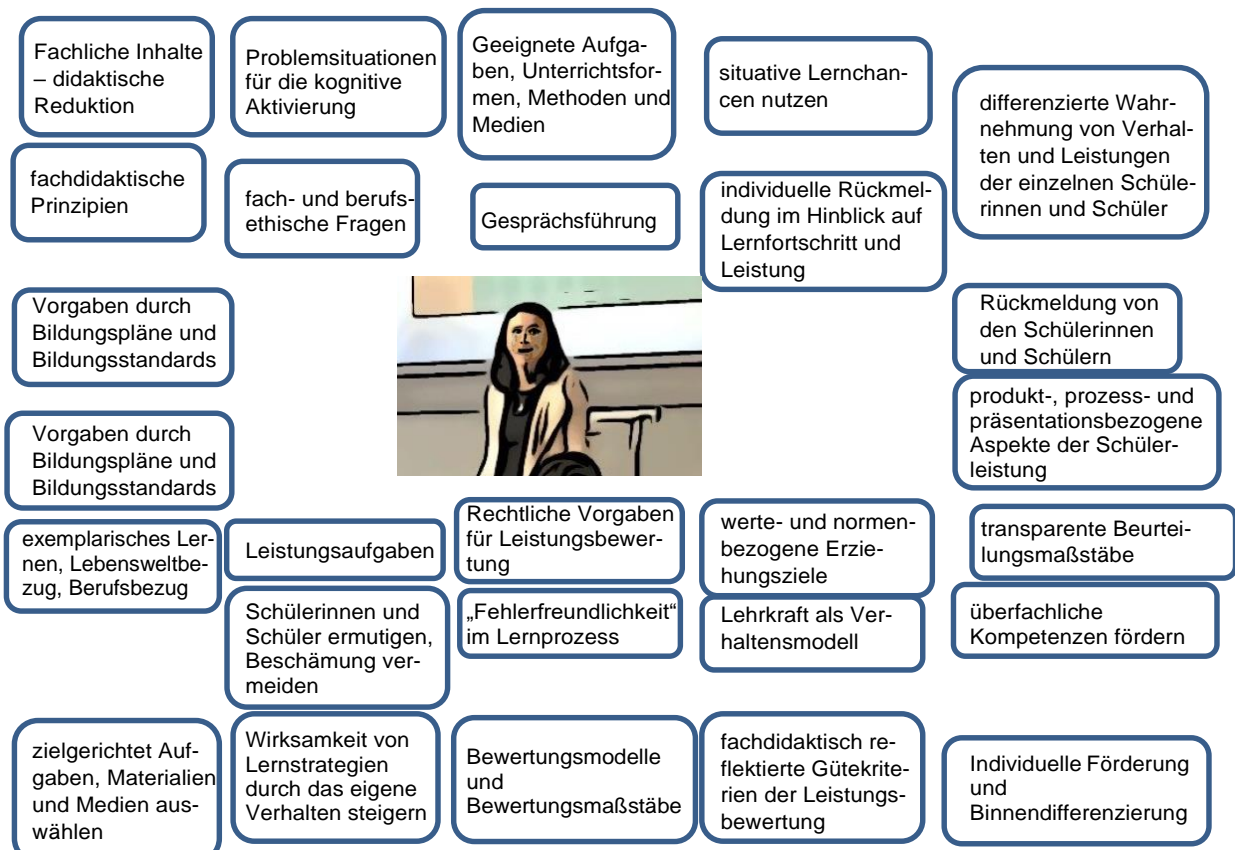 Fachliche Inhalte
– didaktische
Reduktion
Problemsituationen
für die kognitive
Aktivierung
Geeignete Aufga-
ben, Unterrichtsfor-
men, Methoden und
Medien
situative Lernchan-
cen nutzen
differenzierte Wahr-
nehmung von Verhal-
ten und Leistungen
der einzelnen Schüle-
rinnen und Schüler
fachdidaktische
Prinzipien
fach- und berufs-
ethische Fragen
Gesprächsführung
individuelle Rückmel-
dung im Hinblick auf
Lernfortschritt und
Leistung
Vorgaben durch
Bildungspläne und
Bildungsstandards
Rückmeldung von
den Schülerinnen
und Schülern
Vorgaben durch
Bildungspläne und
Bildungsstandards
produkt-, prozess- und
präsentationsbezogene
Aspekte der Schüler-
leistung
exemplarisches Ler-
nen, Lebensweltbe-
zug, Berufsbezug
Leistungsaufgaben
Rechtliche Vorgaben
für Leistungsbewer-
tung
werte- und normen-
bezogene Erzie-
hungsziele
transparente Beurtei-
lungsmaßstäbe
Schülerinnen und
Schüler ermutigen,
Beschämung ver-
meiden
„Fehlerfreundlichkeit“
im Lernprozess
Lehrkraft als Ver-
haltensmodell
überfachliche
Kompetenzen fördern
zielgerichtet Auf-
gaben, Materialien
und Medien aus-
wählen
Wirksamkeit von
Lernstrategien
durch das eigene
Verhalten steigern
Bewertungsmodelle
und
Bewertungsmaßstäbe
fachdidaktisch re-
flektierte Gütekrite-
rien der Leistungs-
bewertung
Individuelle Förderung
und
Binnendifferenzierung